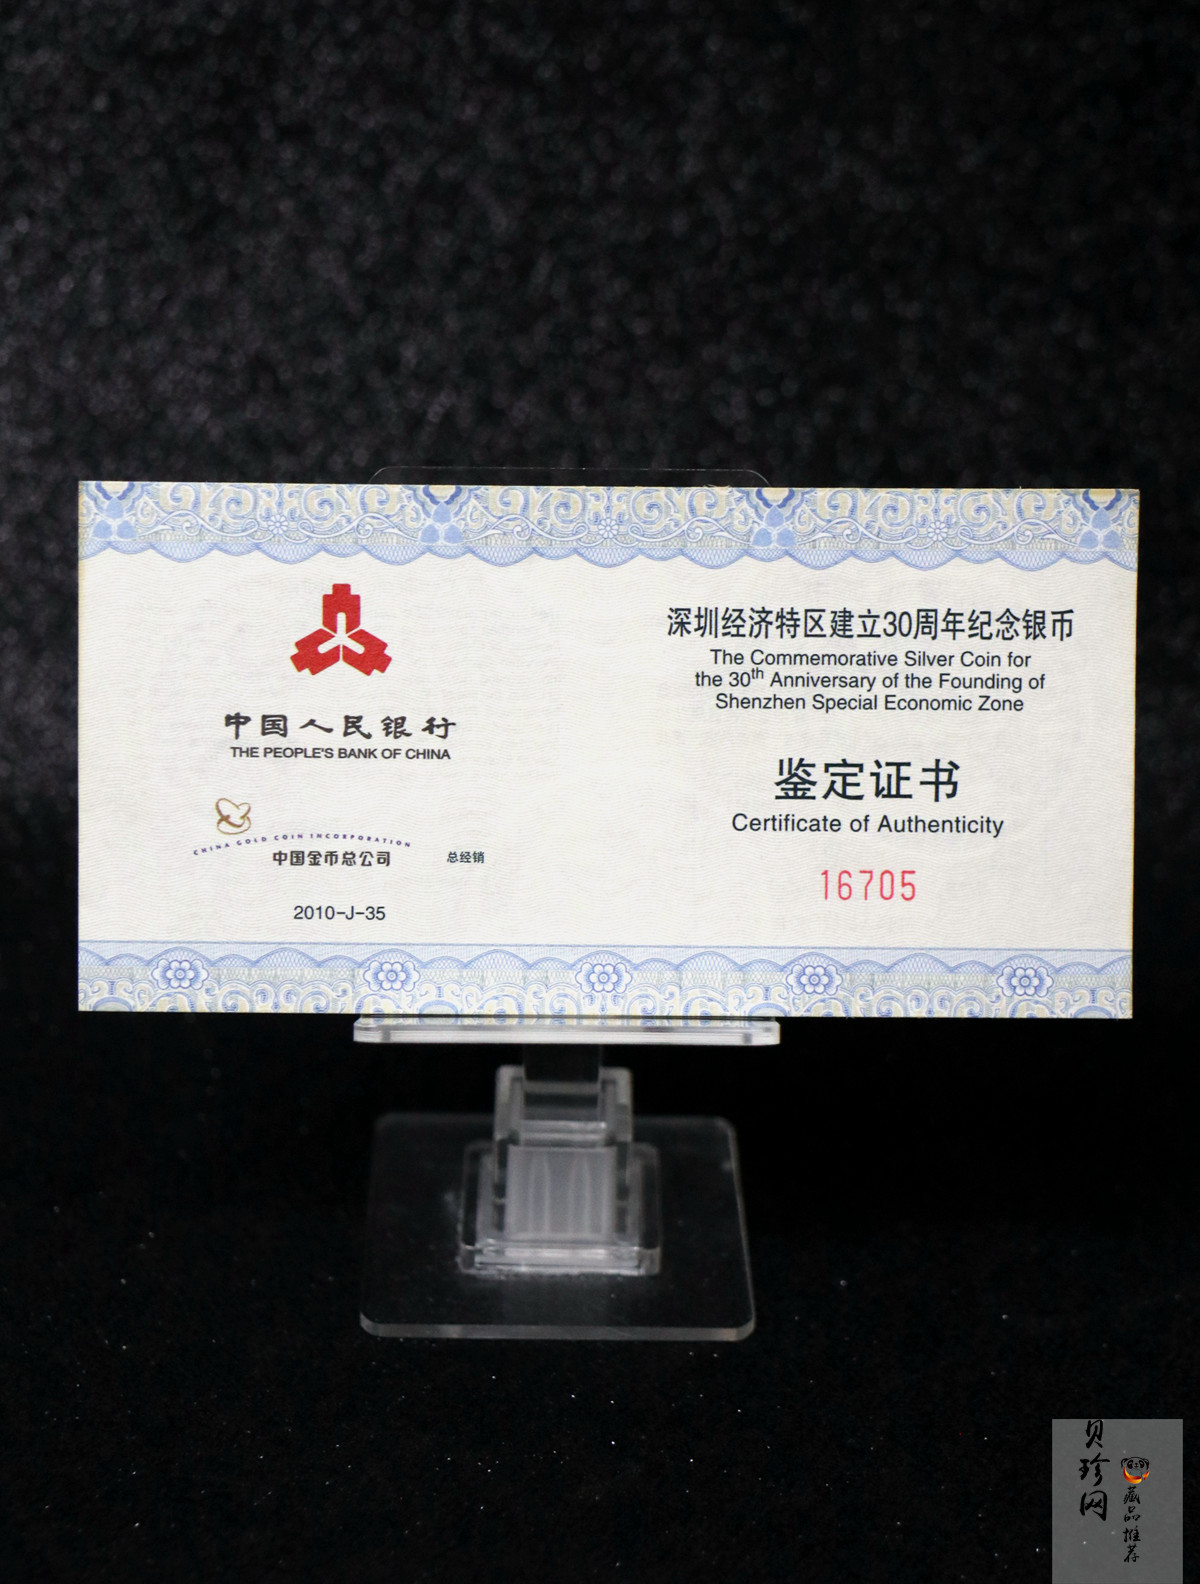 中国人民银行
THE PEOPLE'S BANK OF CHINA
CHINA GOLD COIN INCORPORATION
中国金币总公司 总经销
2010-J-35
深圳经济特区建立30周年纪念银币
The Commemorative Silver Coin for
the 30th Anniversary of the Founding of
Shenzhen Special Economic Zone
鉴定证书
Certificate of Authenticity
16705
贝珍网
藏品推荐